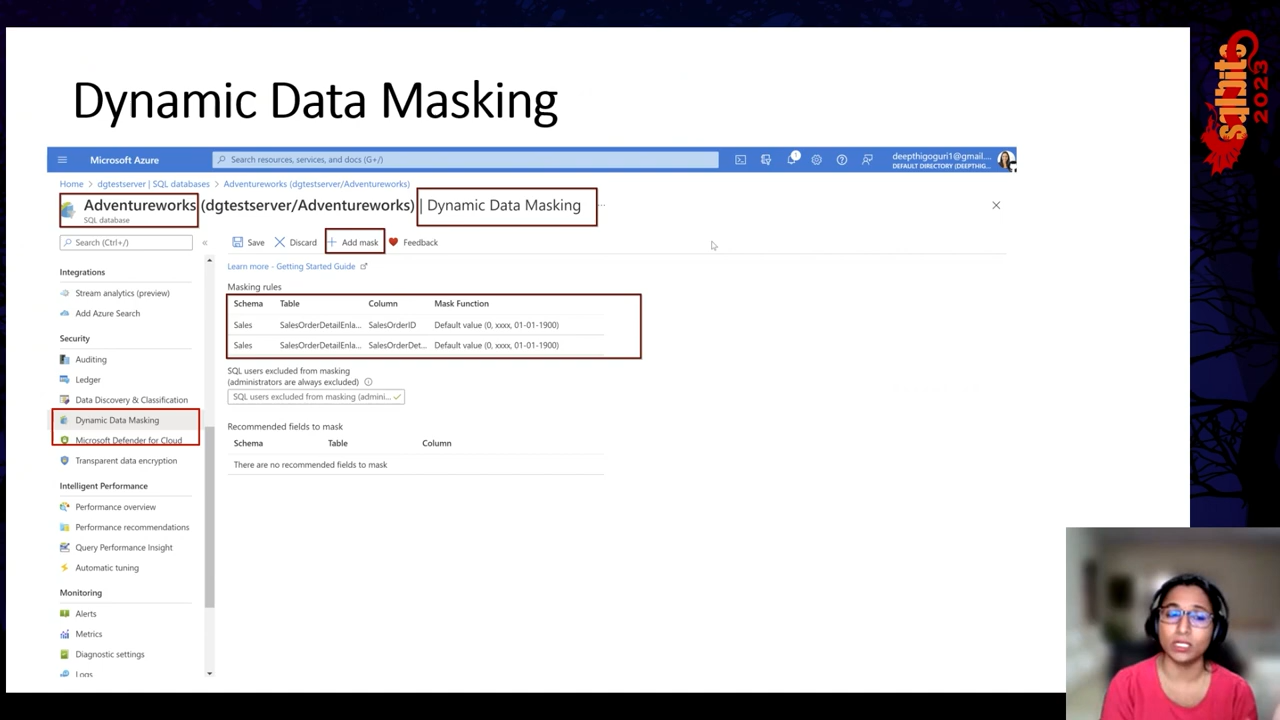 Dynamic Data Masking
Microsoft Azure
Search resources, services, and docs (G+/)
1
deepthigoguri1@gmail....
DEFAULT DIRECTORY (DEEPTHIG...
Home > dgtestserver | SQL databases > Adventureworks (dgtestserver/Adventureworks)
Adventureworks (dgtestserver/Adventureworks) | Dynamic Data Masking ...
SQL database
Search (Ctrl+/) «
Save Discard Add mask Feedback
Learn more - Getting Started Guide
Integrations
Stream analytics (preview)
Add Azure Search
Security
Auditing
Ledger
Data Discovery & Classification
Dynamic Data Masking
Microsoft Defender for Cloud
Transparent data encryption
Intelligent Performance
Performance overview
Performance recommendations
Query Performance Insight
Automatic tuning
Monitoring
Alerts
Metrics
Diagnostic settings
Logs
Masking rules
Schema Table Column Mask Function
Sales SalesOrderDetailEnla... SalesOrderID Default value (0, xxxx, 01-01-1900)
Sales SalesOrderDetailEnla... SalesOrderDet... Default value (0, xxxx, 01-01-1900)
SQL users excluded from masking
(administrators are always excluded)
SQL users excluded from masking (admini...
Recommended fields to mask
Schema Table Column
There are no recommended fields to mask
sqlbits
2023